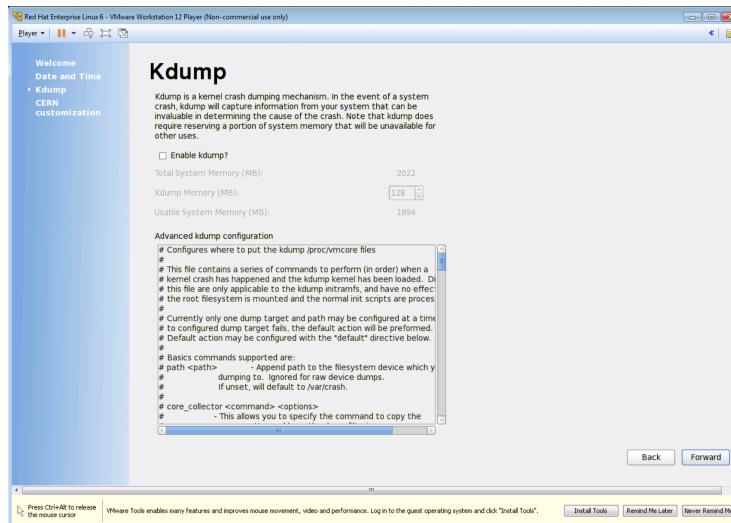 Red Hat Enterprise Linux 6 - VMware Workstation 12 Player (Non-commercial use only)
Player
Welcome
Date and Time
Kdump
CERN
customization
Kdump
Kdump is a kernel crash dumping mechanism. In the event of a system
crash, kdump will capture information from your system that can be
invaluable in determining the cause of the crash. Note that kdump does
require reserving a portion of system memory that will be unavailable for
other uses.
Enable kdump?
Total System Memory (MB): 2022
Kdump Memory (MB): 128
Usable System Memory (MB): 1894
Advanced kdump configuration
# Configures where to put the kdump /proc/vmcore files
#
# This file contains a series of commands to perform (in order) when a
# kernel crash has happened and the kdump kernel has been loaded. Di
# this file are only applicable to the kdump initramfs, and have no effec
# the root filesystem is mounted and the normal init scripts are proces
#
# Currently only one dump target and path may be configured at a time
# to configured dump target fails, the default action will be preformed.
# Default action may be configured with the "default" directive below.
#
# Basics commands supported are:
# path <path> - Append path to the filesystem device which y
# dumping to. Ignored for raw device dumps.
# If unset, will default to /var/crash.
#
# core_collector <command> <options>
# - This allows you to specify the command to copy the
Back Forward
Press Ctrl+Alt to release
the mouse cursor
VMware Tools enables many features and improves mouse movement, video and performance. Log in to the guest operating system and click "Install Tools".
Install Tools Remind Me Later Never Remind Me